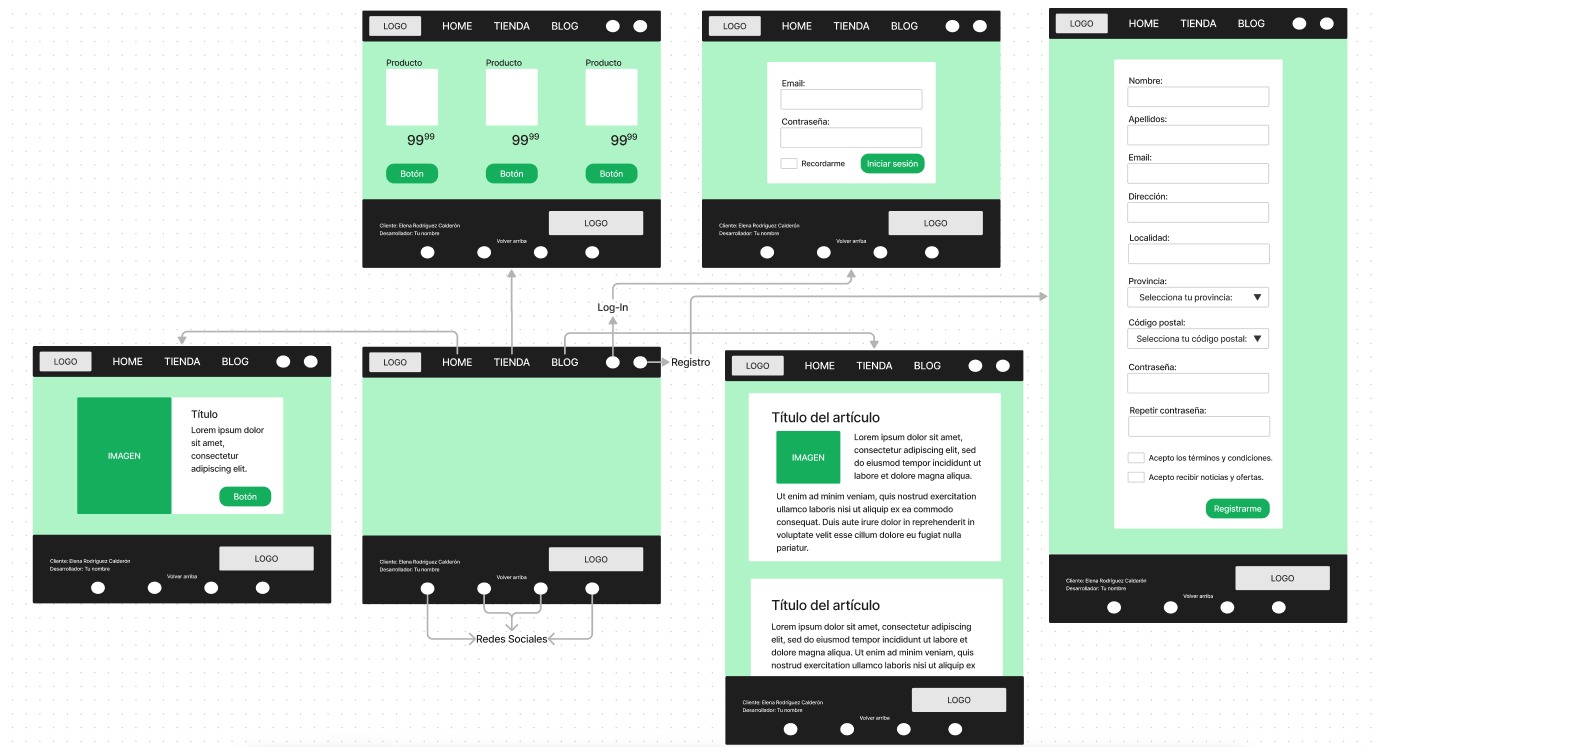 LOGO HOME TIENDA BLOG
Producto Producto Producto
99⁹⁹ 99⁹⁹ 99⁹⁹
Botón Botón Botón
LOGO
Cliente: Elena Rodríguez Calderón
Desarrollador: Tu nombre
Volver arriba
LOGO HOME TIENDA BLOG
Email:
Contraseña:
Recordarme Iniciar sesión
LOGO
Cliente: Elena Rodríguez Calderón
Desarrollador: Tu nombre
Volver arriba
LOGO HOME TIENDA BLOG
Nombre:
Apellidos:
Email:
Dirección:
Localidad:
Provincia:
Selecciona tu provincia:
Código postal:
Selecciona tu código postal:
Contraseña:
Repetir contraseña:
Acepto los términos y condiciones.
Acepto recibir noticias y ofertas.
Registrarme
LOGO
Cliente: Elena Rodríguez Calderón
Desarrollador: Tu nombre
Volver arriba
Log-In
Registro
LOGO HOME TIENDA BLOG
Título
Lorem ipsum dolor
sit amet,
consectetur
adipiscing elit.
IMAGEN
Botón
LOGO
Cliente: Elena Rodríguez Calderón
Desarrollador: Tu nombre
Volver arriba
LOGO HOME TIENDA BLOG
LOGO
Cliente: Elena Rodríguez Calderón
Desarrollador: Tu nombre
Volver arriba
Redes Sociales
LOGO HOME TIENDA BLOG
Título del artículo
IMAGEN
Lorem ipsum dolor sit amet,
consectetur adipiscing elit, sed
do eiusmod tempor incididunt ut
labore et dolore magna aliqua.
Ut enim ad minim veniam, quis nostrud exercitation
ullamco laboris nisi ut aliquip ex ea commodo
consequat. Duis aute irure dolor in reprehenderit in
voluptate velit esse cillum dolore eu fugiat nulla
pariatur.
Título del artículo
Lorem ipsum dolor sit amet, consectetur adipiscing
elit, sed do eiusmod tempor incididunt ut labore et
dolore magna aliqua. Ut enim ad minim veniam, quis
nostrud exercitation ullamco laboris nisi ut aliquip ex
LOGO
Cliente: Elena Rodríguez Calderón
Desarrollador: Tu nombre
Volver arriba